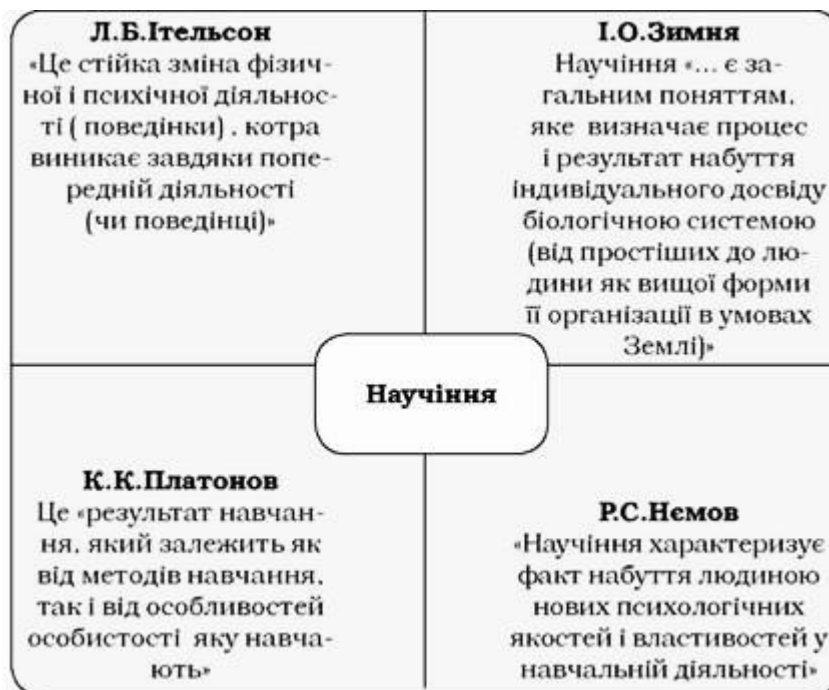 Л.Б.Ітельсон
«Це стійка зміна фізич-
ної і психічної діяльнос-
ті ( поведінки) , котра
виникає завдяки попе-
редній діяльності
(чи поведінці)»
І.О.Зимня
Научіння «... є за-
гальним поняттям,
яке визначає процес
і результат набуття
індивідуального досвіду
біологічною системою
(від простіших до лю-
дини як вищої форми
її організації в умовах
Землі)»
Научіння
К.К.Платонов
Це «результат навчан-
ня, який залежить як
від методів навчання,
так і від особливостей
особистості яку навча-
ють»
Р.С.Нємов
«Научіння характеризує
факт набуття людиною
нових психологічних
якостей і властивостей у
навчальній діяльності»